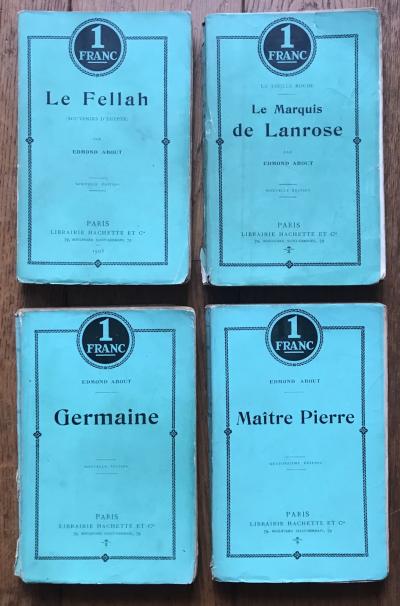 1
FRANC
Le Fellah
(SOUVENIRS D'ÉGYPTE)
PAR
EDMOND ABOUT
NOUVELLE ÉDITION
PARIS
LIBRAIRIE HACHETTE ET Cie
79, BOULEVARD SAINT-GERMAIN, 79
1
FRANC
LA VIEILLE ROCHE
Le Marquis
de Lanrose
PAR
EDMOND ABOUT
NOUVELLE ÉDITION
PARIS
LIBRAIRIE HACHETTE ET Cie
79, BOULEVARD SAINT-GERMAIN, 79
1
FRANC
EDMOND ABOUT
Germaine
NOUVELLE ÉDITION
PARIS
LIBRAIRIE HACHETTE ET Cie
79, BOULEVARD SAINT-GERMAIN, 79
1
FRANC
EDMOND ABOUT
Maître Pierre
ÉDITION
PARIS
LIBRAIRIE HACHETTE ET Cie
79, BOULEVARD SAINT-GERMAIN, 79